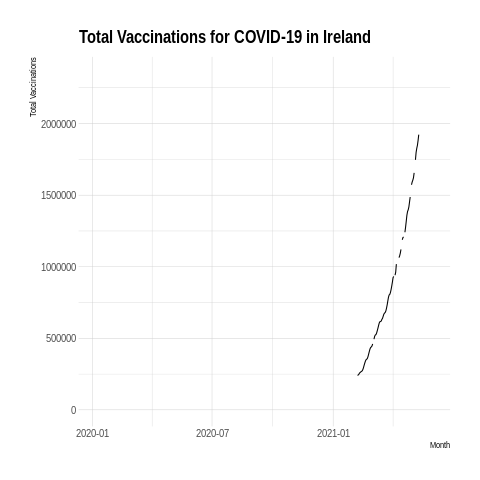 Total Vaccinations for COVID-19 in Ireland
Total Vaccinations
2000000
1500000
1000000
500000
0
2020-01 2020-07 2021-01
Month